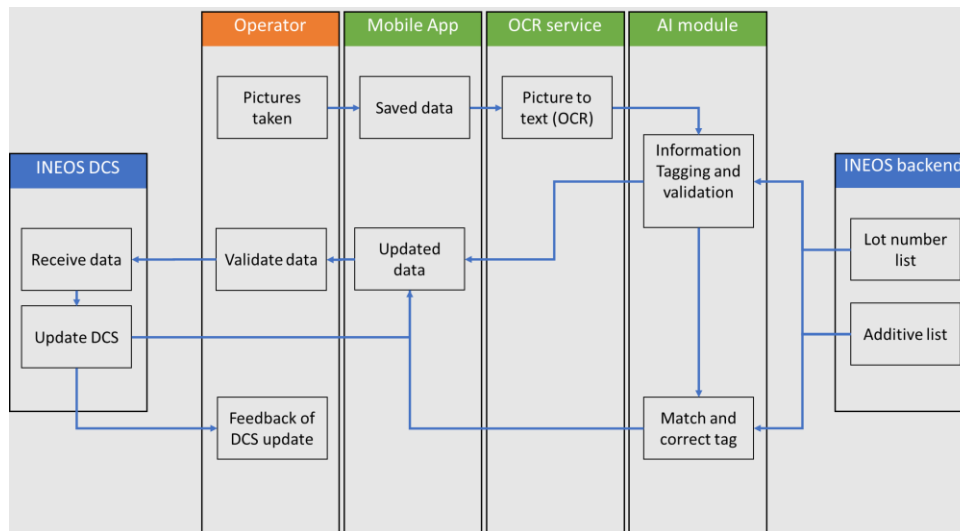 Operator
Mobile App
OCR service
AI module
Pictures
taken
Saved data
Picture to
text (OCR)
Information
Tagging and
validation
INEOS DCS
INEOS backend
Receive data
Validate data
Updated
data
Lot number
list
Update DCS
Additive list
Feedback of
DCS update
Match and
correct tag